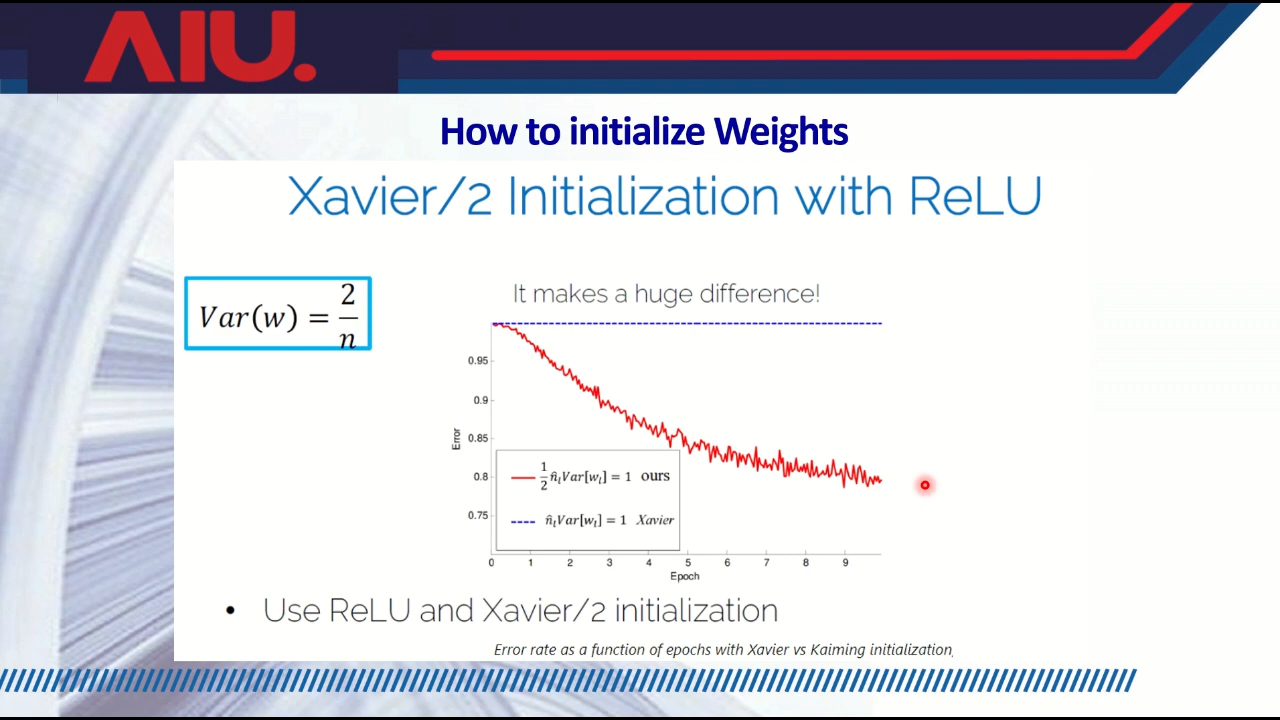 AIU.
How to initialize Weights
Xavier/2 Initialization with ReLU
Var(w) = 2/n
It makes a huge difference!
0.95
0.9
0.85
0.8
0.75
Error
1/2 n̂ₗVar[wₗ] = 1 ours
n̂ₗVar[wₗ] = 1 Xavier
0 1 2 3 4 5 6 7 8 9
Epoch
• Use ReLU and Xavier/2 initialization
Error rate as a function of epochs with Xavier vs Kaiming initialization,